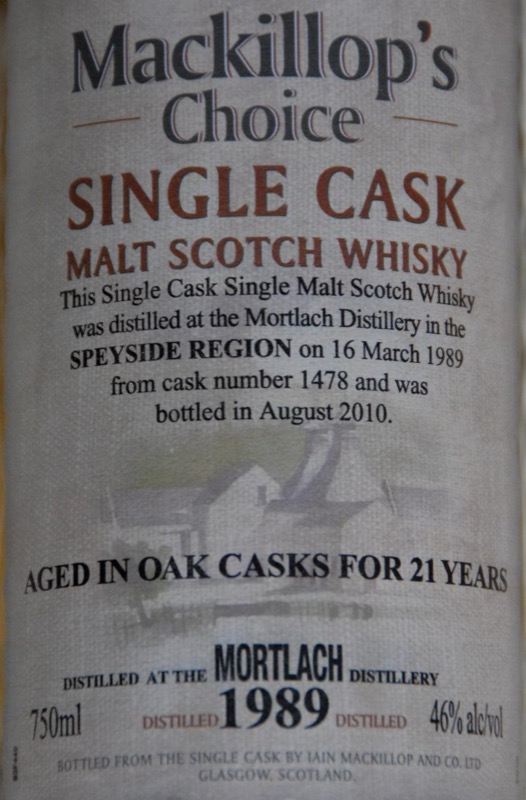 Mackillop's
Choice
SINGLE CASK
MALT SCOTCH WHISKY
This Single Cask Single Malt Scotch Whisky
was distilled at the Mortlach Distillery in the
SPEYSIDE REGION on 16 March 1989
from cask number 1478 and was
bottled in August 2010.
AGED IN OAK CASKS FOR 21 YEARS
DISTILLED AT THE MORTLACH DISTILLERY
750ml DISTILLED 1989 DISTILLED 46% alc/vol
BOTTLED FROM THE SINGLE CASK BY IAIN MACKILLOP AND CO. LTD
GLASGOW, SCOTLAND.